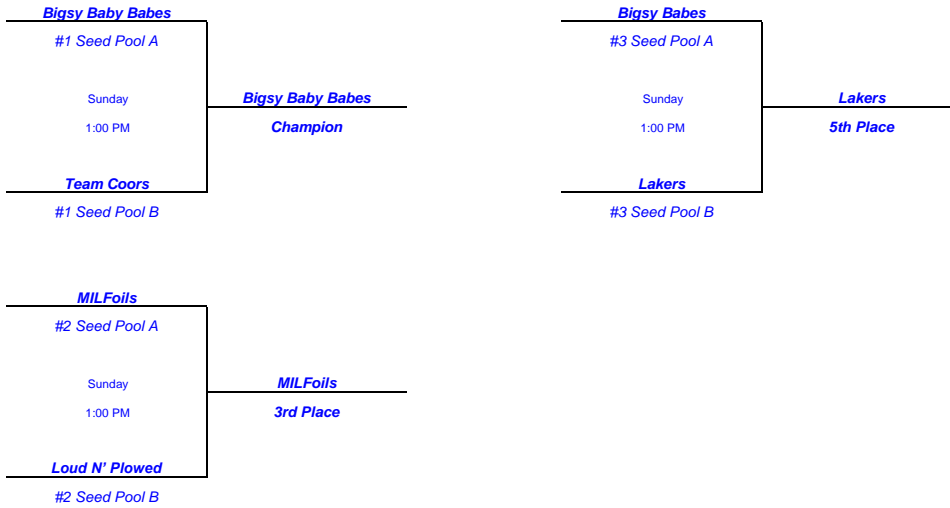 Bigsy Baby Babes
#1 Seed Pool A
Sunday
1:00 PM
Bigsy Baby Babes
Champion
Team Coors
#1 Seed Pool B
Bigsy Babes
#3 Seed Pool A
Sunday
1:00 PM
Lakers
5th Place
Lakers
#3 Seed Pool B
MILFoils
#2 Seed Pool A
Sunday
1:00 PM
MILFoils
3rd Place
Loud N' Plowed
#2 Seed Pool B